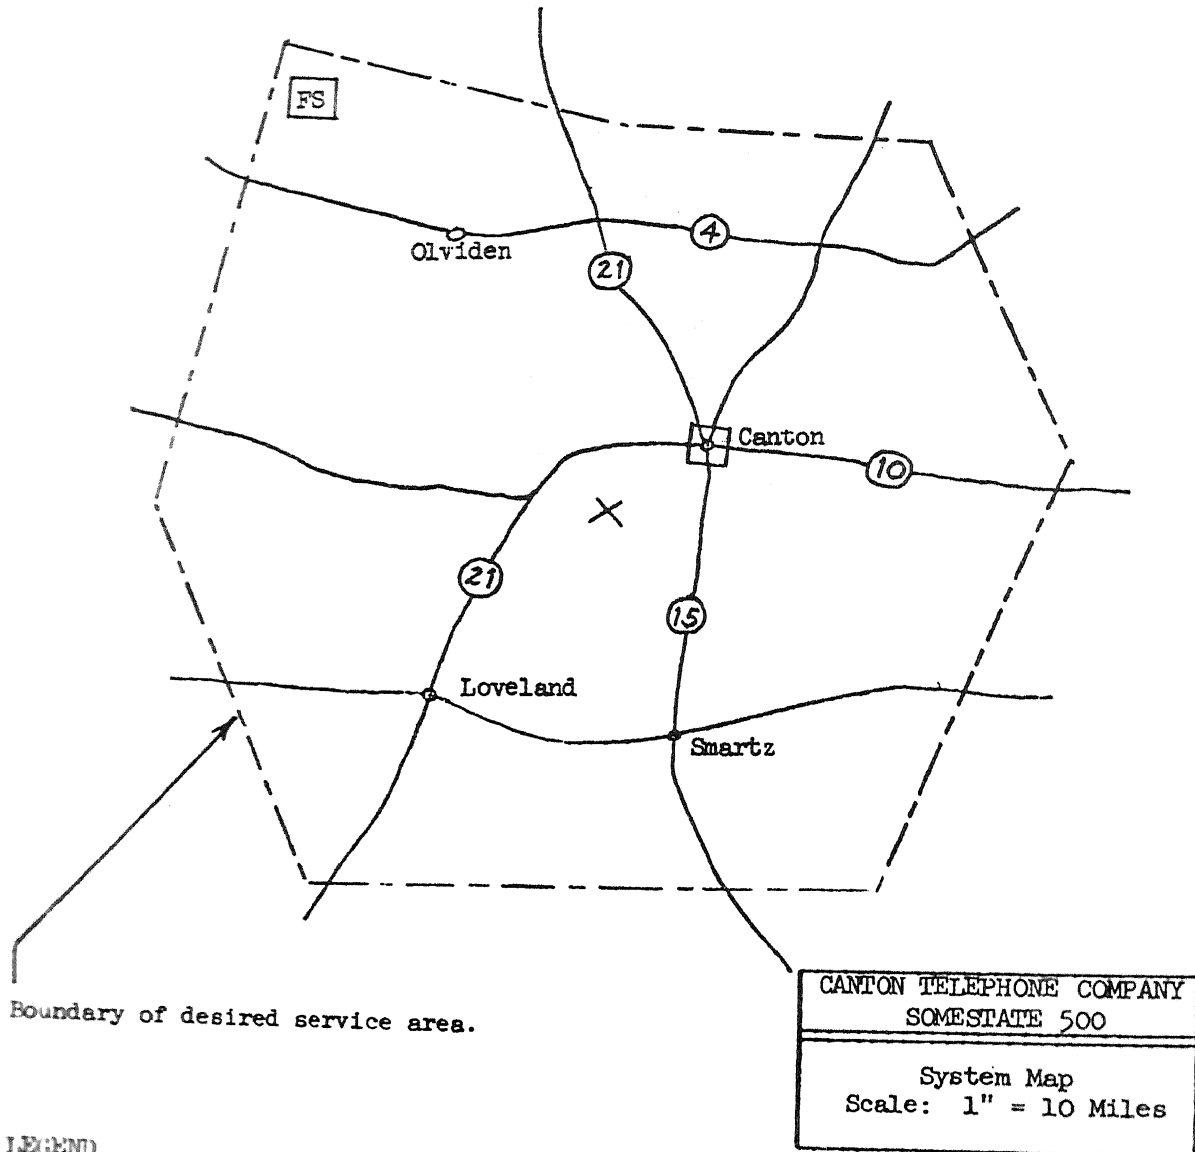 FS
4
Olviden
21
Canton
10
X
21
15
Loveland
Smartz
Boundary of desired service area.
CANTON TELEPHONE COMPANY
SOMESTATE 500
System Map
Scale: 1" = 10 Miles
LEGEND